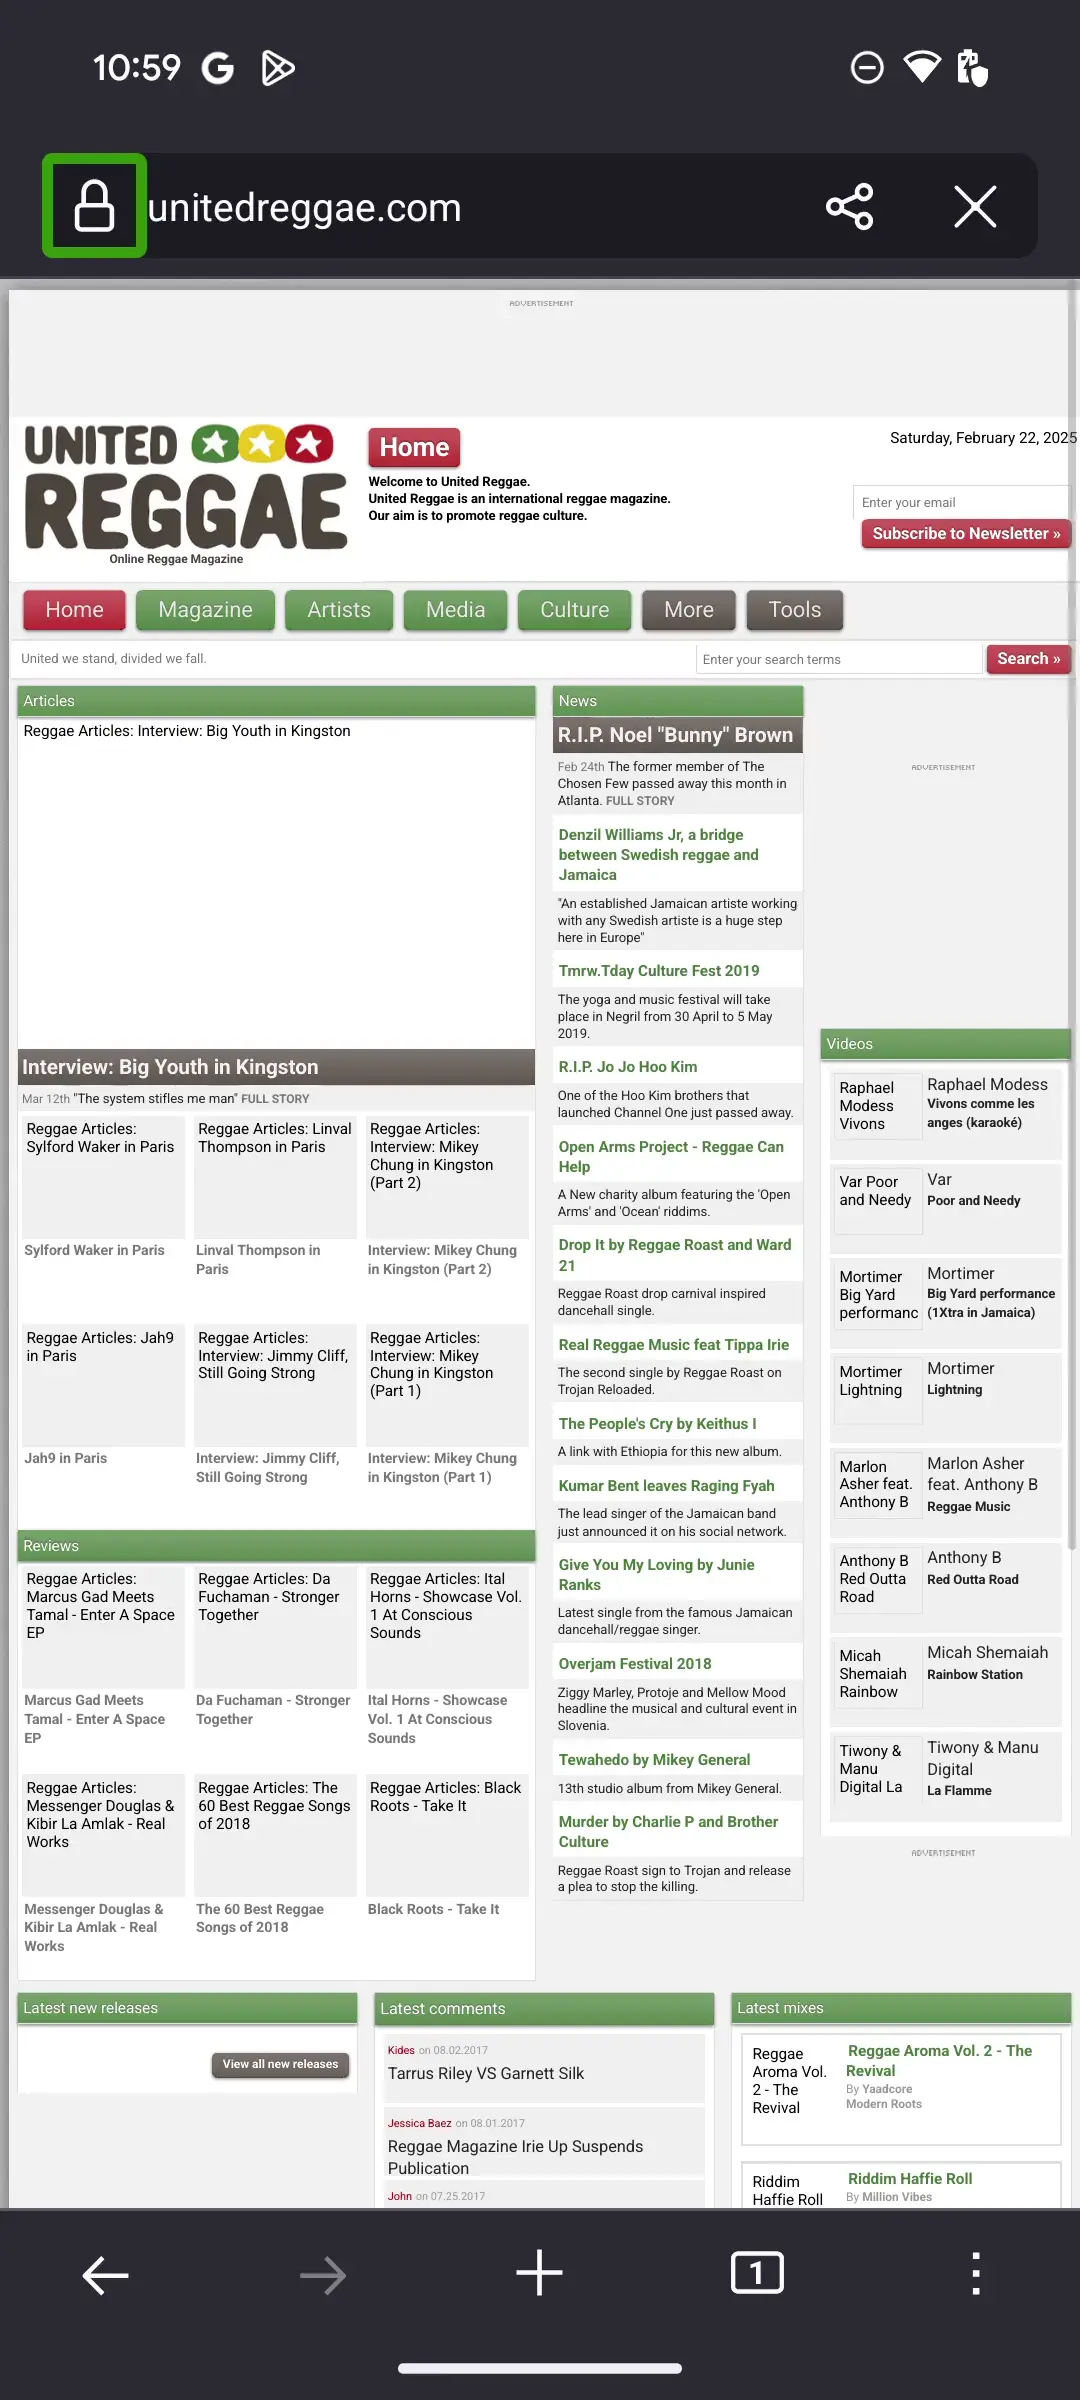 10:59
unitedreggae.com
ADVERTISEMENT
UNITED
REGGAE
Online Reggae Magazine
Home
Welcome to United Reggae.
United Reggae is an international reggae magazine.
Our aim is to promote reggae culture.
Saturday, February 22, 2025
Enter your email
Subscribe to Newsletter »
Home
Magazine
Artists
Media
Culture
More
Tools
United we stand, divided we fall.
Enter your search terms
Search »
Articles
Reggae Articles: Interview: Big Youth in Kingston
Interview: Big Youth in Kingston
Mar 12th "The system stifles me man" FULL STORY
Reggae Articles:
Sylford Waker in Paris
Sylford Waker in Paris
Reggae Articles: Linval
Thompson in Paris
Linval Thompson in
Paris
Reggae Articles:
Interview: Mikey
Chung in Kingston
(Part 2)
Interview: Mikey Chung
in Kingston (Part 2)
Reggae Articles: Jah9
in Paris
Jah9 in Paris
Reggae Articles:
Interview: Jimmy Cliff,
Still Going Strong
Interview: Jimmy Cliff,
Still Going Strong
Reggae Articles:
Interview: Mikey
Chung in Kingston
(Part 1)
Interview: Mikey Chung
in Kingston (Part 1)
Reviews
Reggae Articles:
Marcus Gad Meets
Tamal - Enter A Space
EP
Marcus Gad Meets
Tamal - Enter A Space
EP
Reggae Articles: Da
Fuchaman - Stronger
Together
Da Fuchaman - Stronger
Together
Reggae Articles: Ital
Horns - Showcase Vol.
1 At Conscious
Sounds
Ital Horns - Showcase
Vol. 1 At Conscious
Sounds
Reggae Articles:
Messenger Douglas &
Kibir La Amlak - Real
Works
Messenger Douglas &
Kibir La Amlak - Real
Works
Reggae Articles: The
60 Best Reggae Songs
of 2018
The 60 Best Reggae
Songs of 2018
Reggae Articles: Black
Roots - Take It
Black Roots - Take It
News
R.I.P. Noel "Bunny" Brown
Feb 24th The former member of The
Chosen Few passed away this month in
Atlanta. FULL STORY
Denzil Williams Jr, a bridge
between Swedish reggae and
Jamaica
"An established Jamaican artiste working
with any Swedish artiste is a huge step
here in Europe"
Tmrw.Tday Culture Fest 2019
The yoga and music festival will take
place in Negril from 30 April to 5 May
2019.
R.I.P. Jo Jo Hoo Kim
One of the Hoo Kim brothers that
launched Channel One just passed away.
Open Arms Project - Reggae Can
Help
A New charity album featuring the 'Open
Arms' and 'Ocean' riddims.
Drop It by Reggae Roast and Ward
21
Reggae Roast drop carnival inspired
dancehall single.
Real Reggae Music feat Tippa Irie
The second single by Reggae Roast on
Trojan Reloaded.
The People's Cry by Keithus I
A link with Ethiopia for this new album.
Kumar Bent leaves Raging Fyah
The lead singer of the Jamaican band
just announced it on his social network.
Give You My Loving by Junie
Ranks
Latest single from the famous Jamaican
dancehall/reggae singer.
Overjam Festival 2018
Ziggy Marley, Protoje and Mellow Mood
headline the musical and cultural event in
Slovenia.
Tewahedo by Mikey General
13th studio album from Mikey General.
Murder by Charlie P and Brother
Culture
Reggae Roast sign to Trojan and release
a plea to stop the killing.
ADVERTISEMENT
Videos
Raphael
Modess
Vivons
Raphael Modess
Vivons comme les
anges (karaoké)
Var Poor
and Needy
Var
Poor and Needy
Mortimer
Big Yard
performanc
Mortimer
Big Yard performance
(1Xtra in Jamaica)
Mortimer
Lightning
Mortimer
Lightning
Marlon
Asher feat.
Anthony B
Marlon Asher
feat. Anthony B
Reggae Music
Anthony B
Red Outta
Road
Anthony B
Red Outta Road
Micah
Shemaiah
Rainbow
Micah Shemaiah
Rainbow Station
Tiwony &
Manu
Digital La
Tiwony & Manu
Digital
La Flamme
ADVERTISEMENT
Latest new releases
View all new releases
Latest comments
Kides on 08.02.2017
Tarrus Riley VS Garnett Silk
Jessica Baez on 08.01.2017
Reggae Magazine Irie Up Suspends
Publication
John on 07.25.2017
Latest mixes
Reggae
Aroma Vol.
2 - The
Revival
Reggae Aroma Vol. 2 - The
Revival
By Yaadcore
Modern Roots
Riddim
Haffie Roll
Riddim Haffie Roll
By Million Vibes
1